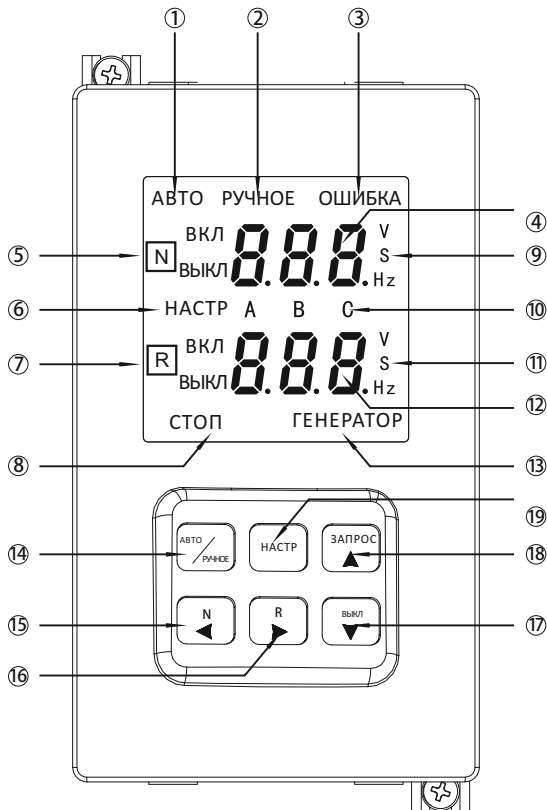 ① ② ③
АВТО РУЧНОЕ ОШИБКА
④
ВКЛ 8.8.8. V
⑤ N S ⑨
ВЫКЛ Hz
⑥ НАСТР A B C ⑩
ВКЛ 8.8.8. V
⑦ R S ⑪
ВЫКЛ Hz
⑫
СТОП ГЕНЕРАТОР
⑧ ⑬
⑲
АВТО/РУЧНОЕ НАСТР ЗАПРОС
⑭ ⑱
N R ВЫКЛ
⑮ ⑰
⑯